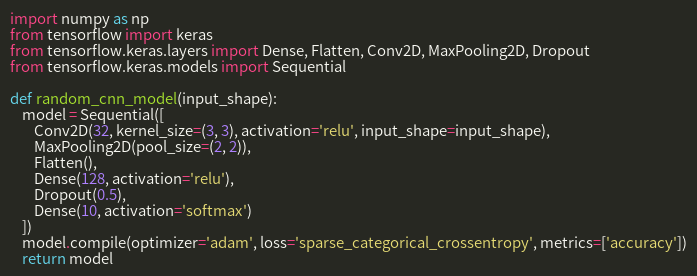 import numpy as np
from tensorflow import keras
from tensorflow.keras.layers import Dense, Flatten, Conv2D, MaxPooling2D, Dropout
from tensorflow.keras.models import Sequential

def random_cnn_model(input_shape):
    model = Sequential([
        Conv2D(32, kernel_size=(3, 3), activation='relu', input_shape=input_shape),
        MaxPooling2D(pool_size=(2, 2)),
        Flatten(),
        Dense(128, activation='relu'),
        Dropout(0.5),
        Dense(10, activation='softmax')
    ])
    model.compile(optimizer='adam', loss='sparse_categorical_crossentropy', metrics=['accuracy'])
    return model